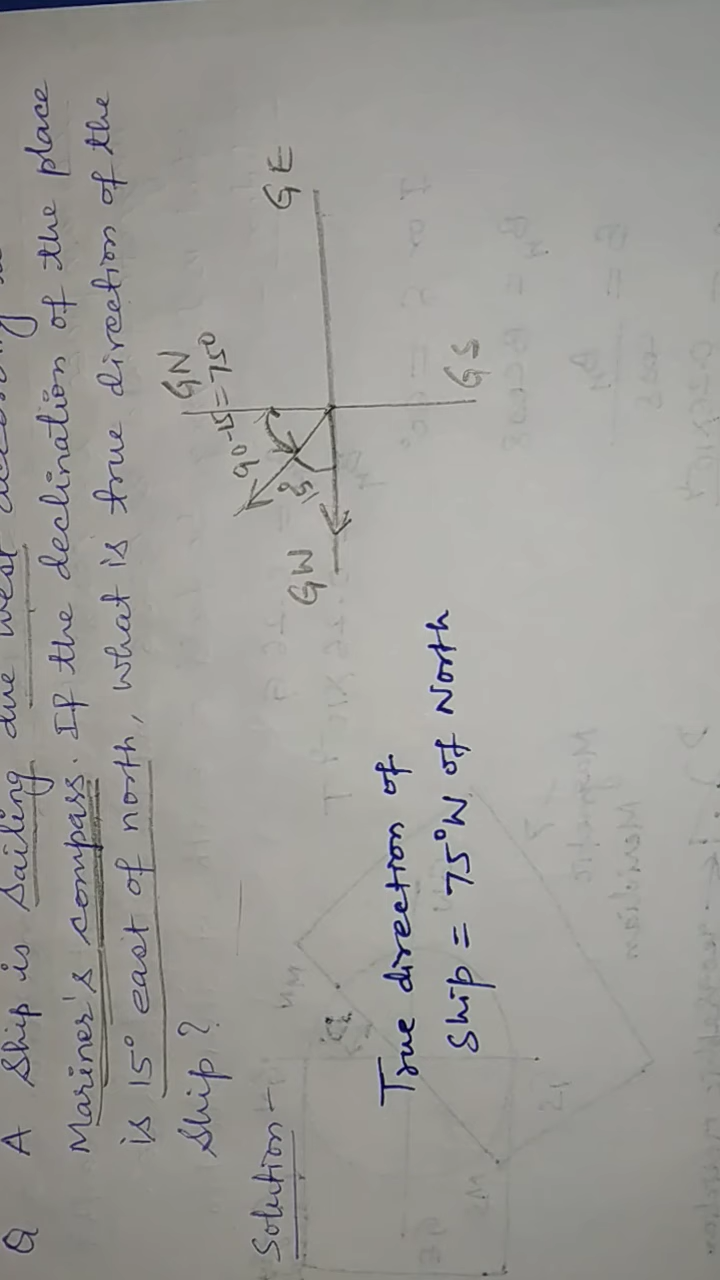 Q A Ship is Sailing due west
Mariner's compass. If the declination of the place
is 15° east of north, what is true direction of the
Ship?
Solution -
GN
90-15=75°
15°
GW
GE
GS
True direction of
Ship = 75°W of North